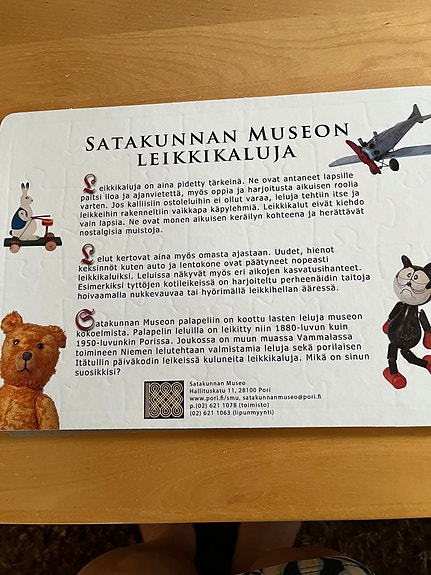 SATAKUNNAN MUSEON
LEIKKIKALUJA
Leikkikaluja on aina pidetty tärkeinä. Ne ovat antaneet lapsille
paitsi iloa ja ajanvietettä, myös oppia ja harjoitusta aikuisen roolia
varten. Jos kalliisiin ostoleluihin ei ollut varaa, leluja tehtiin itse ja
leikkeihin rakenneltiin vaikkapa käpylehmiä. Leikkikalut eivät kiehdo
vain lapsia. Ne ovat monen aikuisen keräilyn kohteena ja herättävät
nostalgisia muistoja.
Lelut kertovat aina myös omasta ajastaan. Uudet, hienot
keksinnöt kuten auto ja lentokone ovat päätyneet nopeasti
leikkikaluiksi. Leluissa näkyvät myös eri aikojen kasvatusihanteet.
Esimerkiksi tyttöjen kotileikeissä on harjoiteltu perheenäidin taitoja
hoivaamalla nukkevauvaa tai hyörimällä leikkihellan ääressä.
Satakunnan Museon palapeliin on koottu lasten leluja museon
kokoelmista. Palapelin leluilla on leikitty niin 1880-luvun kuin
1950-luvunkin Porissa. Joukossa on muun muassa Vammalassa
toimineen Niemen lelutehtaan valmistamia leluja sekä porilaisen
Itätullin päiväkodin leikeissä kuluneita leikkikaluja. Mikä on sinun
suosikkisi?
Satakunnan Museo
Hallituskatu 11, 28100 Pori
www.pori.fi/smu, satakunnanmuseo@pori.fi
p.(02) 621 1078 (toimisto)
(02) 621 1063 (lipunmyynti)